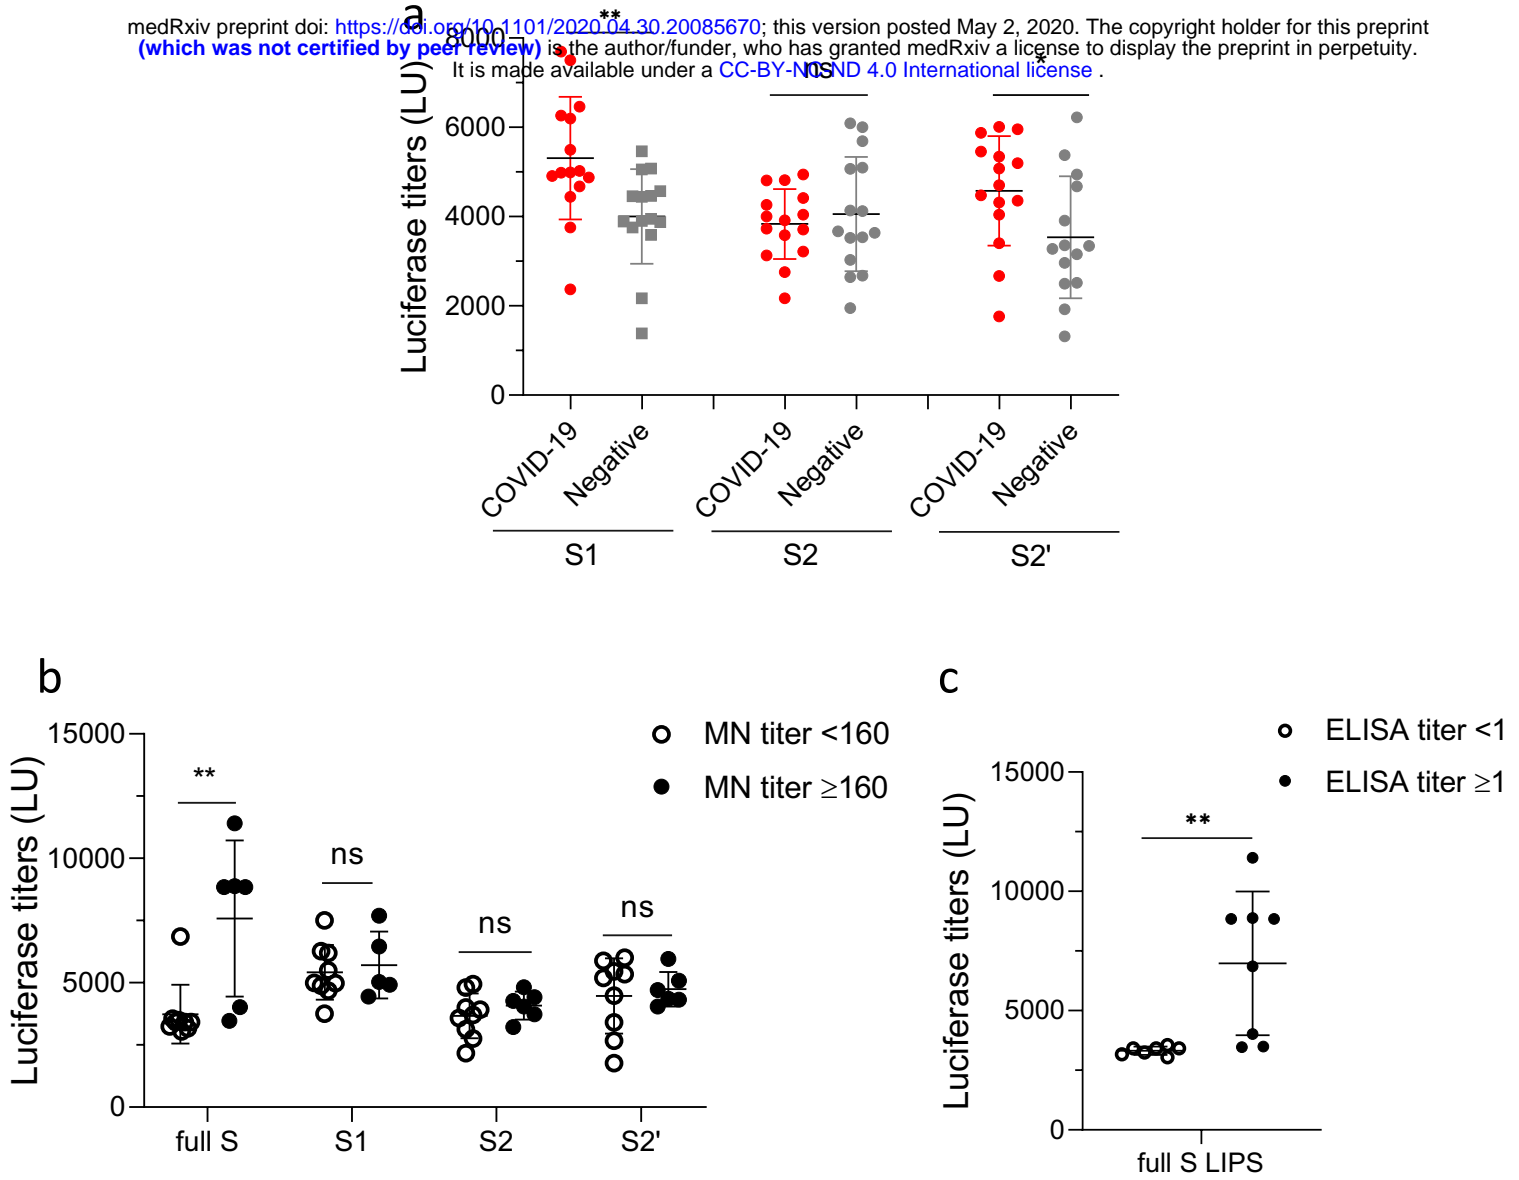 a
medRxiv preprint doi: https://doi.org/10.1101/2020.04.30.20085670; this version posted May 2, 2020. The copyright holder for this preprint
(which was not certified by peer review) is the author/funder, who has granted medRxiv a license to display the preprint in perpetuity.
It is made available under a CC-BY-NC-ND 4.0 International license .
** ns *
Luciferase titers (LU)
8000
6000
4000
2000
0
COVID-19 Negative COVID-19 Negative COVID-19 Negative
S1 S2 S2'
b
MN titer <160
MN titer ≥160
Luciferase titers (LU)
15000
10000
5000
0
** ns ns ns
full S S1 S2 S2'
c
ELISA titer <1
ELISA titer ≥1
Luciferase titers (LU)
15000
10000
5000
0
**
full S LIPS